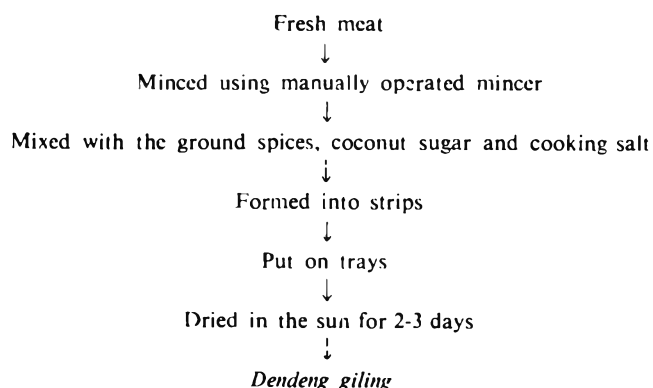 Fresh meat
↓
Minced using manually operated mincer
↓
Mixed with the ground spices, coconut sugar and cooking salt
↓
Formed into strips
↓
Put on trays
↓
Dried in the sun for 2-3 days
↓
Dendeng giling